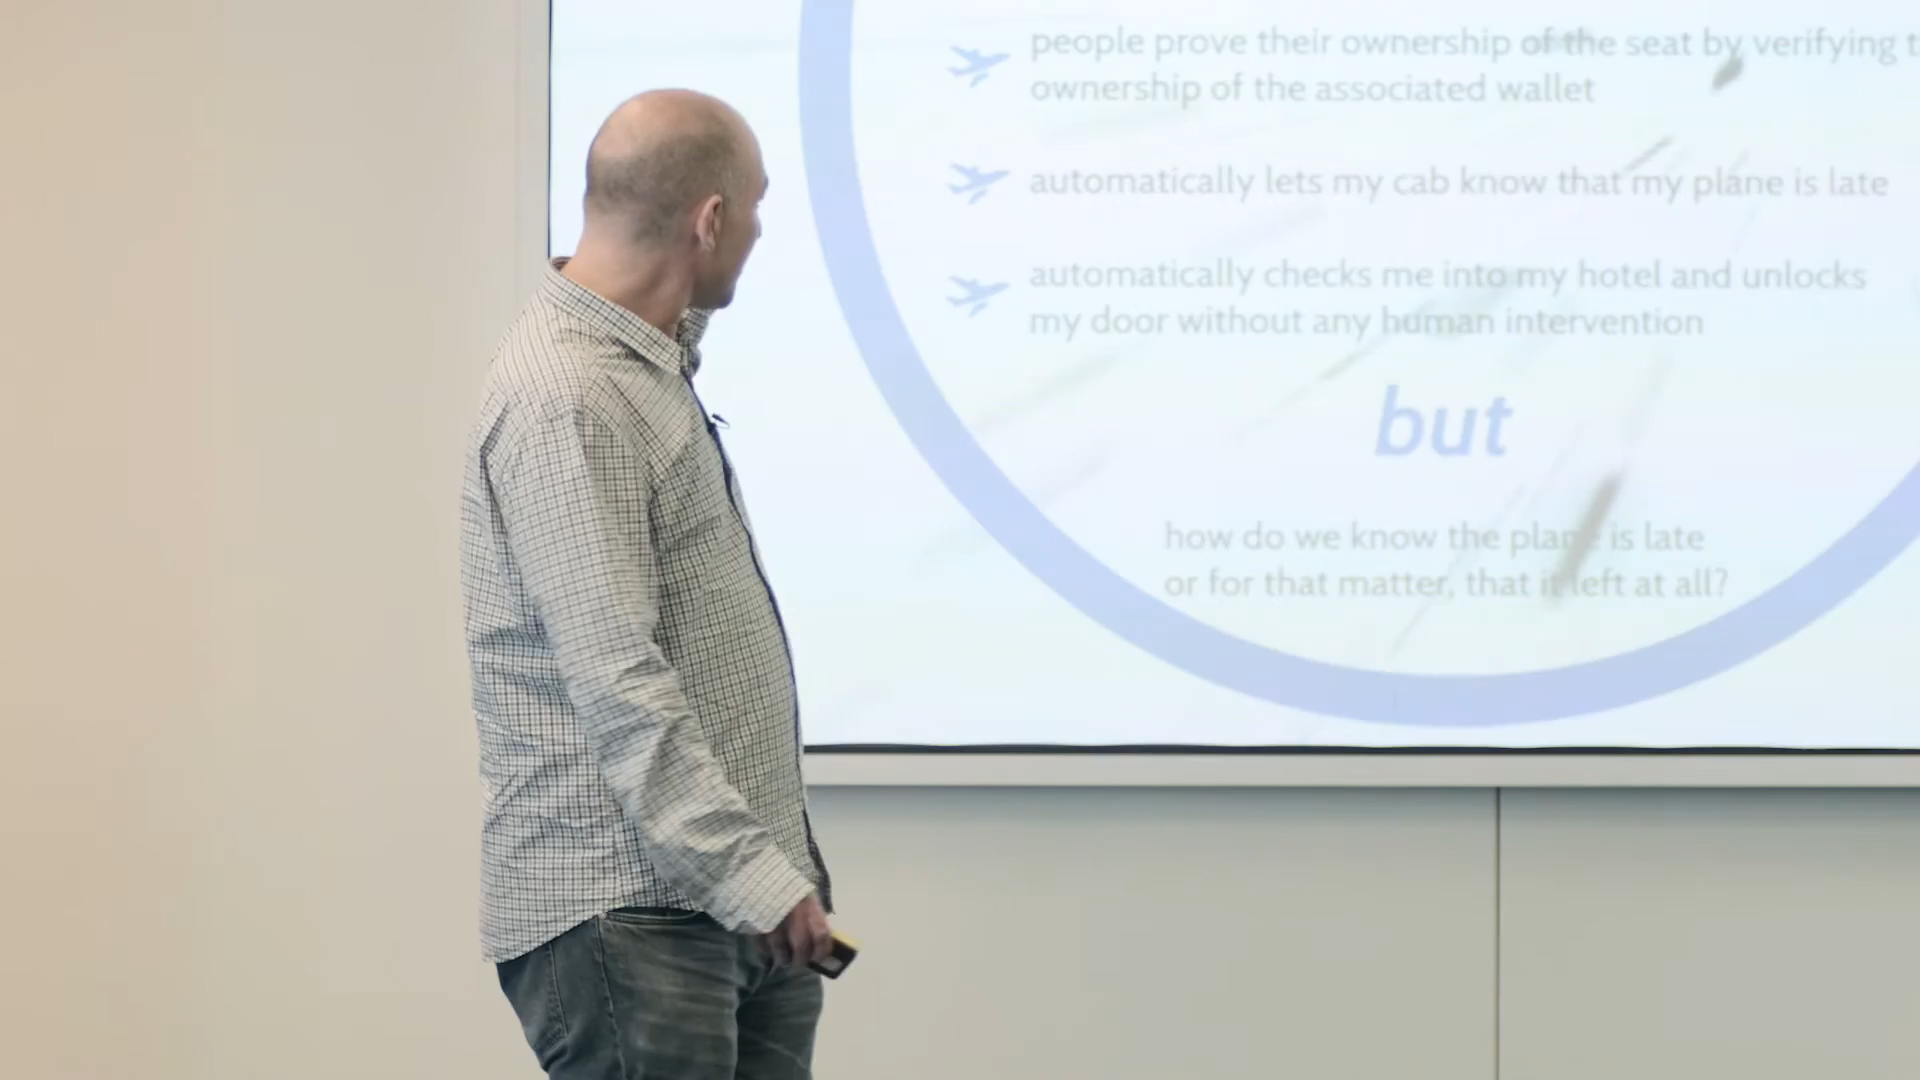 people prove their ownership of the seat by verifying
ownership of the associated wallet
automatically lets my cab know that my plane is late
automatically checks me into my hotel and unlocks
my door without any human intervention
but
how do we know the plane is late
or for that matter, that it left at all?